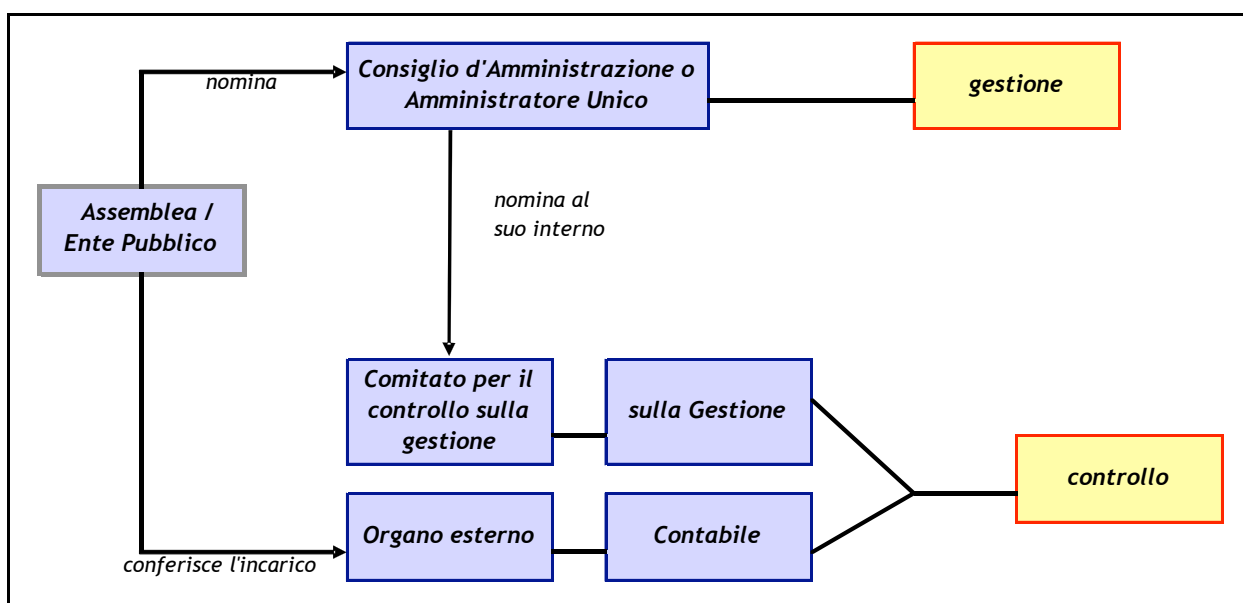 nomina
Consiglio d'Amministrazione o
Amministratore Unico
gestione
Assemblea /
Ente Pubblico
nomina al
suo interno
Comitato per il
controllo sulla
gestione
sulla Gestione
controllo
Organo esterno
Contabile
conferisce l'incarico